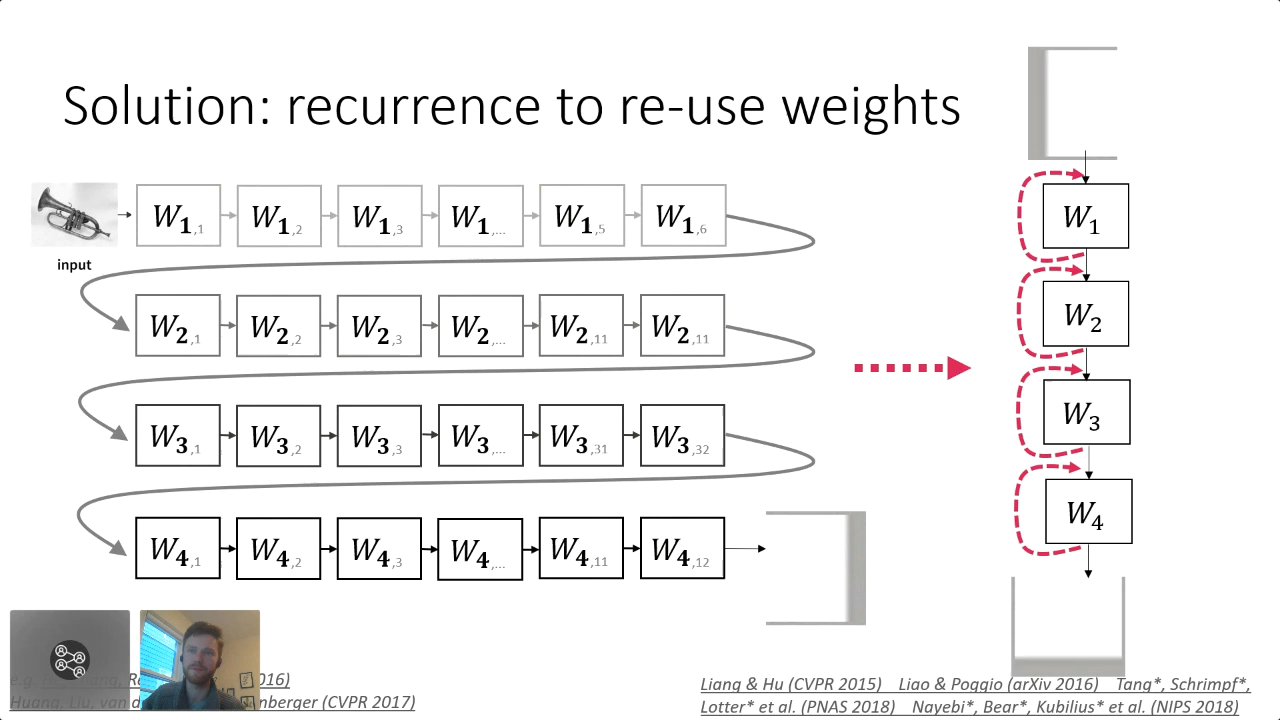 Solution: recurrence to re-use weights
W1,1 W1,2 W1,3 W1,... W1,5 W1,6
input
W2,1 W2,2 W2,3 W2,... W2,11 W2,11
W3,1 W3,2 W3,3 W3,... W3,31 W3,32
W4,1 W4,2 W4,3 W4,... W4,11 W4,12
W1
W2
W3
W4
e.g. 2016)
Huang, Liu, van (CVPR 2017)
Liang & Hu (CVPR 2015) Liao & Poggio (arXiv 2016) Tang*, Schrimpf*,
Lotter* et al. (PNAS 2018) Nayebi*, Bear*, Kubilius* et al. (NIPS 2018)